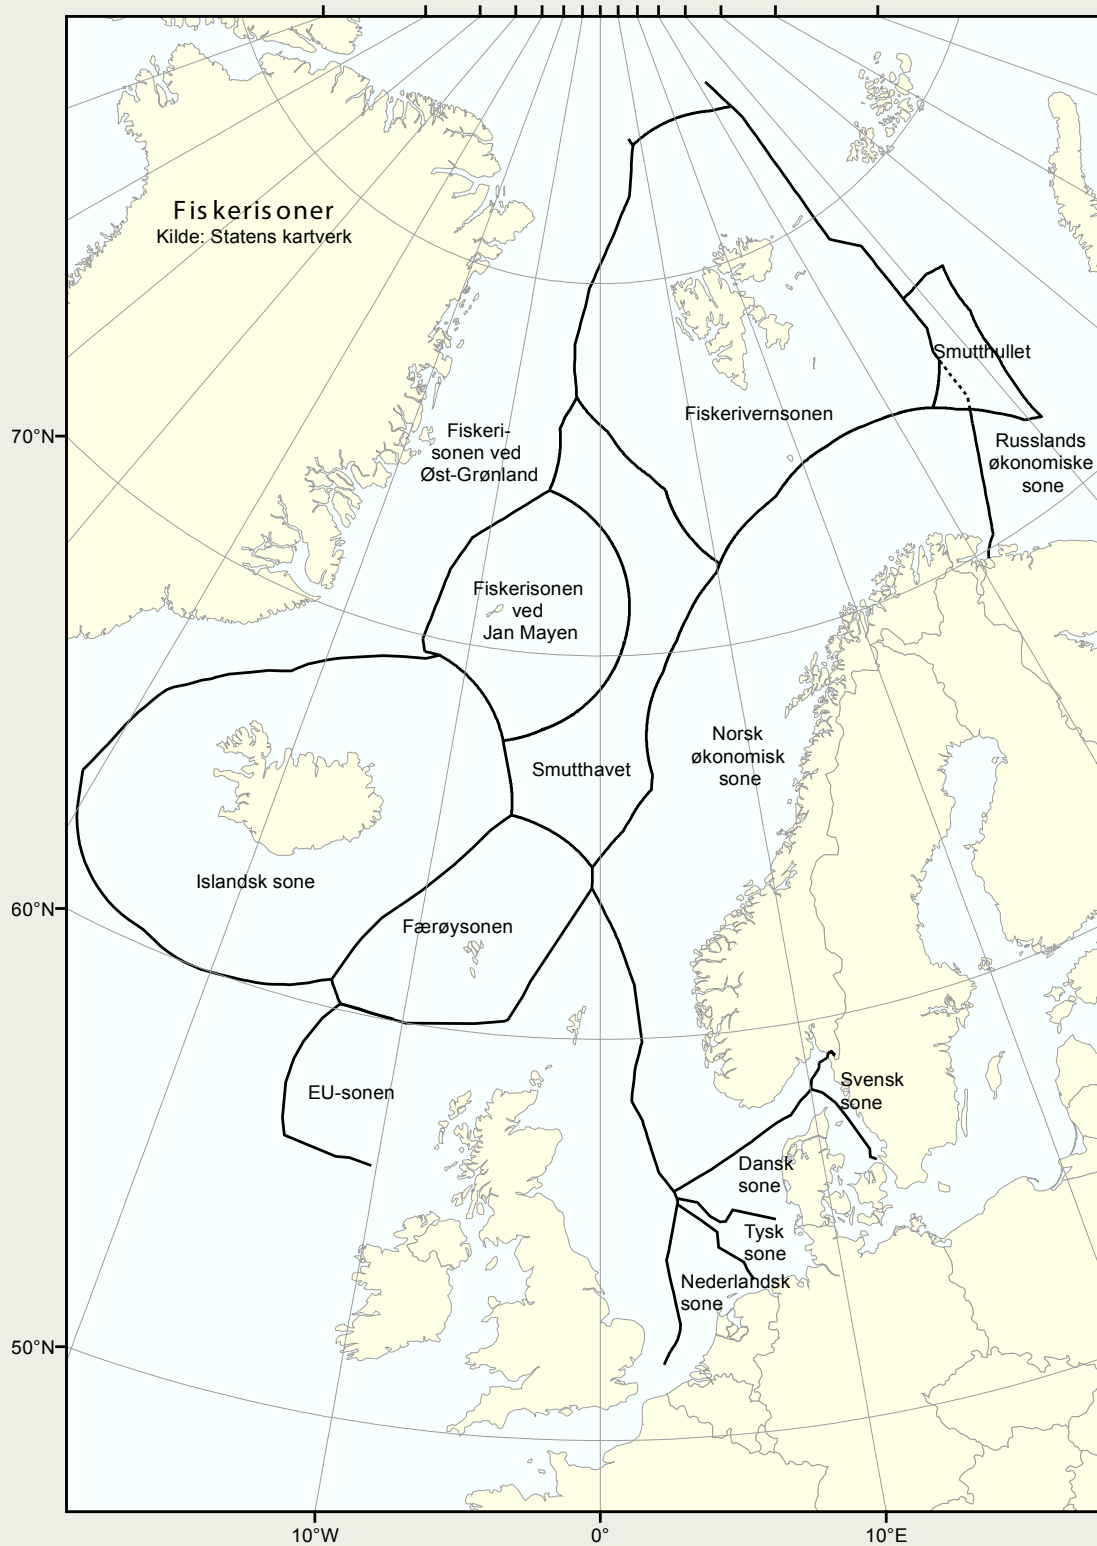 Fiskerisoner
Kilde: Statens kartverk
Smutthullet
Fiskerivernsonen
70°N
Fiskeri-
sonen ved
Øst-Grønland
Russlands
økonomiske
sone
Fiskerisonen
ved
Jan Mayen
Norsk
økonomisk
sone
Smutthavet
Islandsk sone
60°N
Færøysonen
EU-sonen
Svensk
sone
Dansk
sone
Tysk
sone
Nederlandsk
sone
50°N
10°W
0°
10°E